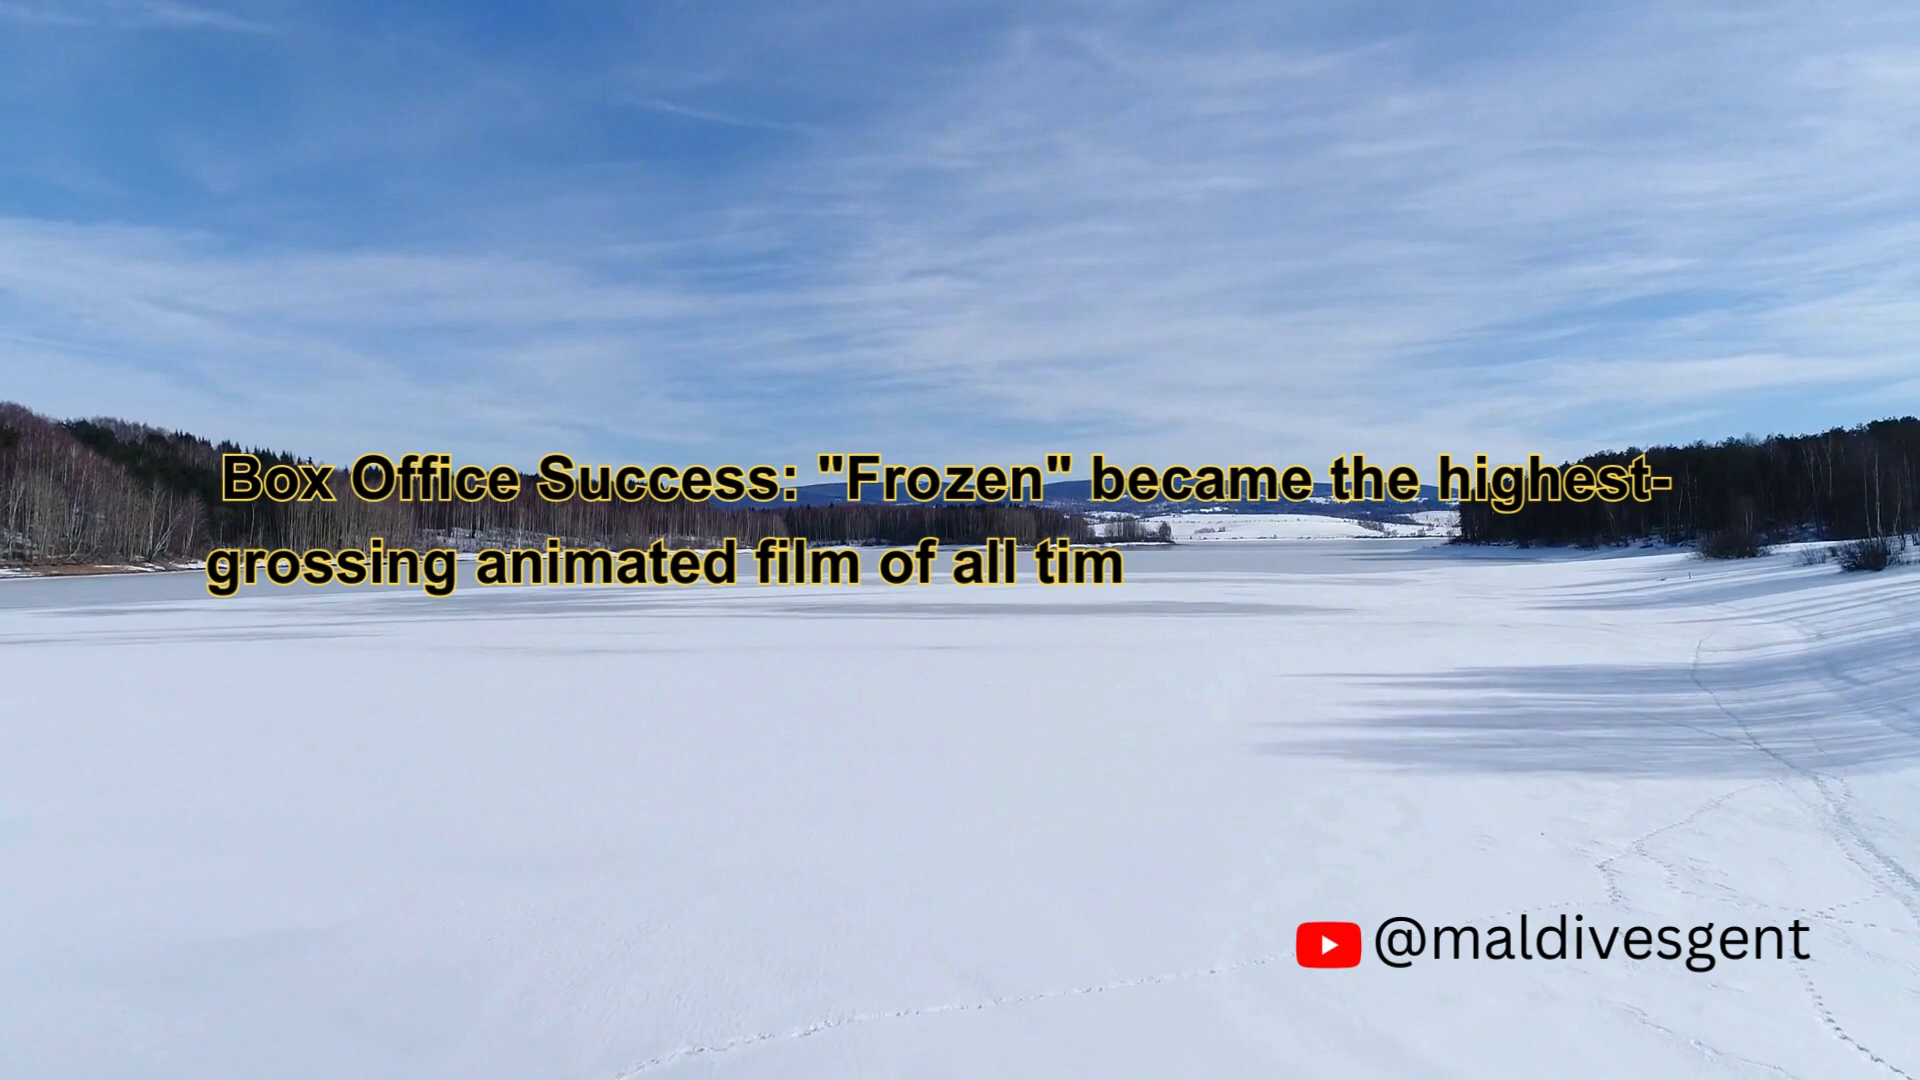 Box Office Success: "Frozen" became the highest-
grossing animated film of all tim
@maldivesgent